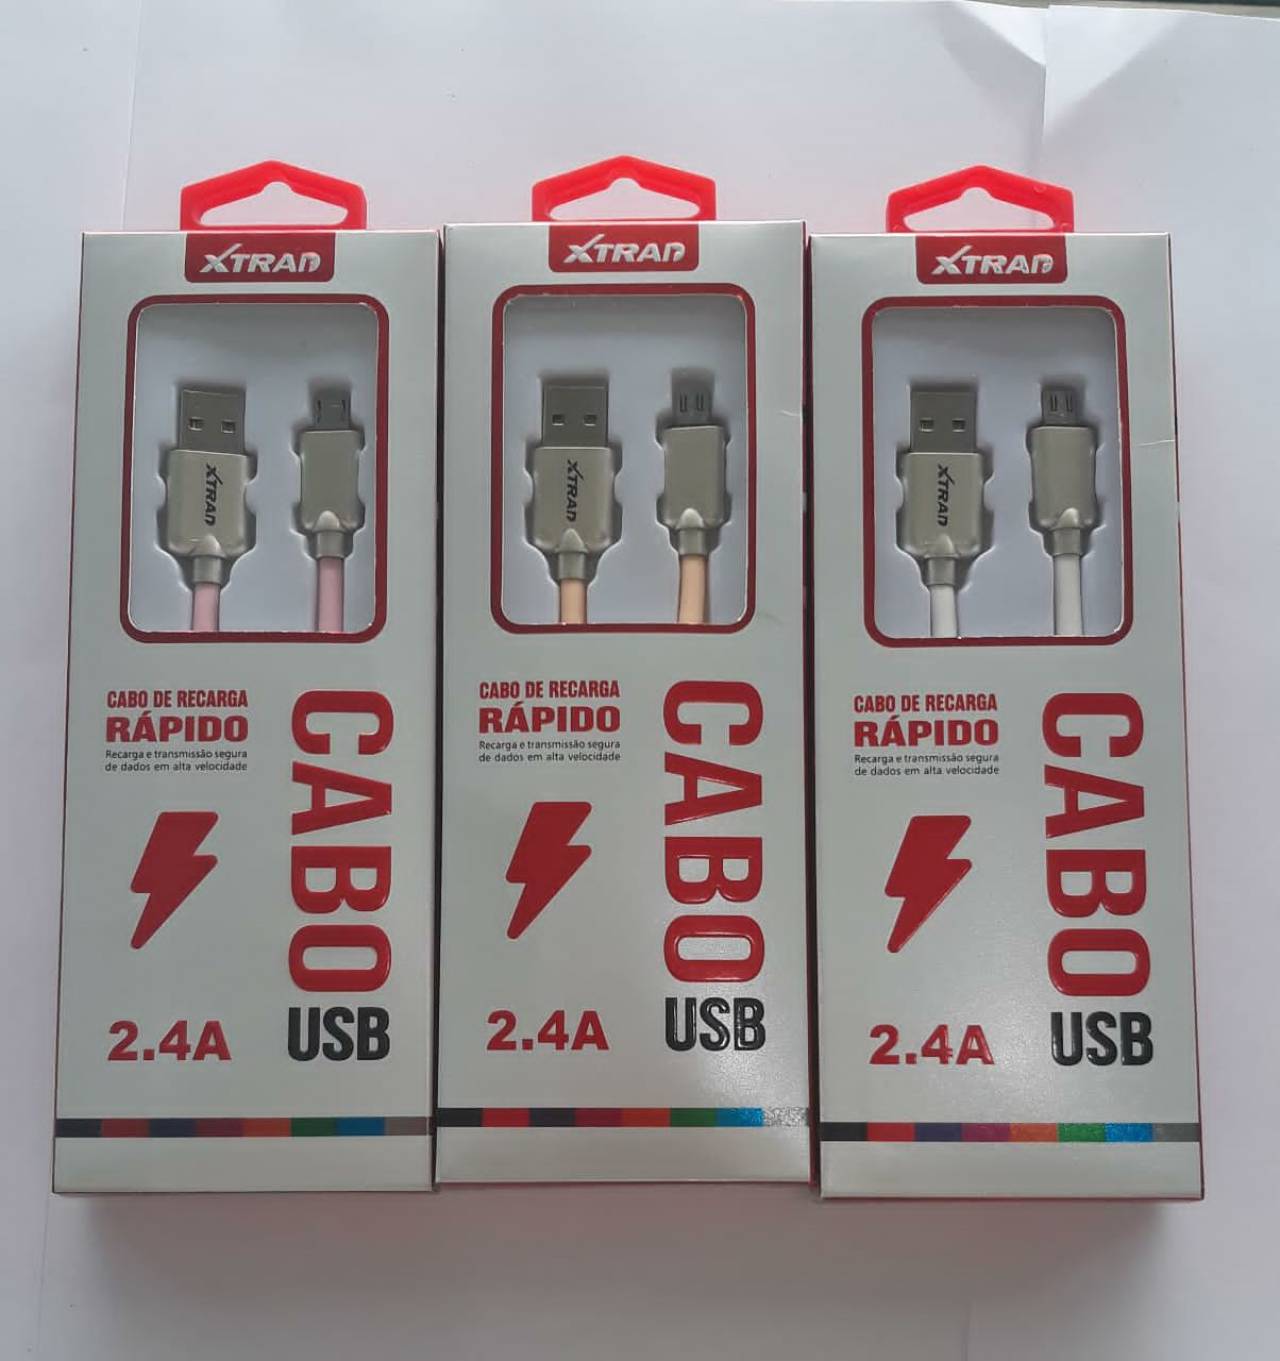 XTRAD
XTRAD
CABO DE RECARGA
RÁPIDO
Recarga e transmissão segura
de dados em alta velocidade
CABO
USB
2.4A
XTRAD
XTRAD
CABO DE RECARGA
RÁPIDO
Recarga e transmissão segura
de dados em alta velocidade
CABO
USB
2.4A
XTRAD
XTRAD
CABO DE RECARGA
RÁPIDO
Recarga e transmissão segura
de dados em alta velocidade
CABO
USB
2.4A